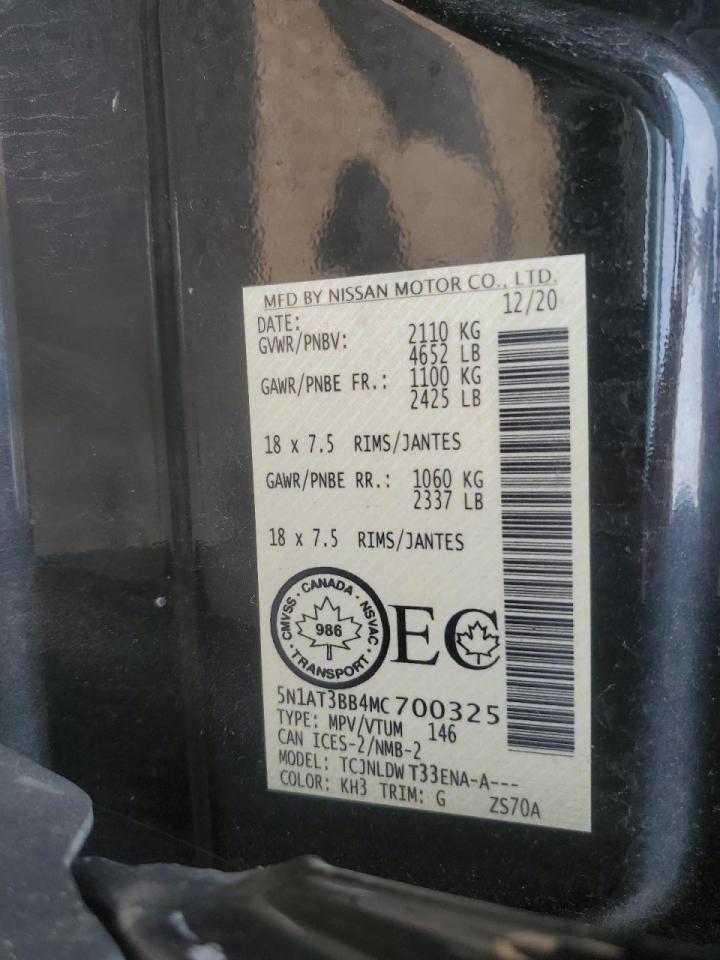 MFD BY NISSAN MOTOR CO., LTD.
DATE: 12/20
GVWR/PNBV: 2110 KG
4652 LB
GAWR/PNBE FR.: 1100 KG
2425 LB
18 x 7.5 RIMS/JANTES
GAWR/PNBE RR.: 1060 KG
2337 LB
18 x 7.5 RIMS/JANTES
CMVSS · CANADA · NSVAC
986
· TRANSPORT ·
EC
5N1AT3BB4MC700325
TYPE: MPV/VTUM 146
CAN ICES-2/NMB-2
MODEL: TCJNLDW T33ENA-A---
COLOR: KH3 TRIM: G ZS70A